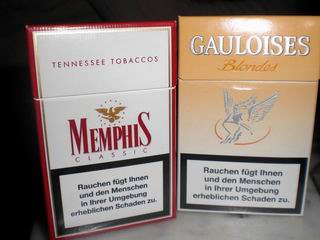 TENNESSEE TOBACCOS
MEMPHIS
CLASSIC
Rauchen fügt Ihnen
und den Menschen
in Ihrer Umgebung
erheblichen Schaden zu.
GAULOISES
Blondes
Rauchen fügt Ihnen
und den Menschen
in Ihrer Umgebung
erheblichen Schaden zu.